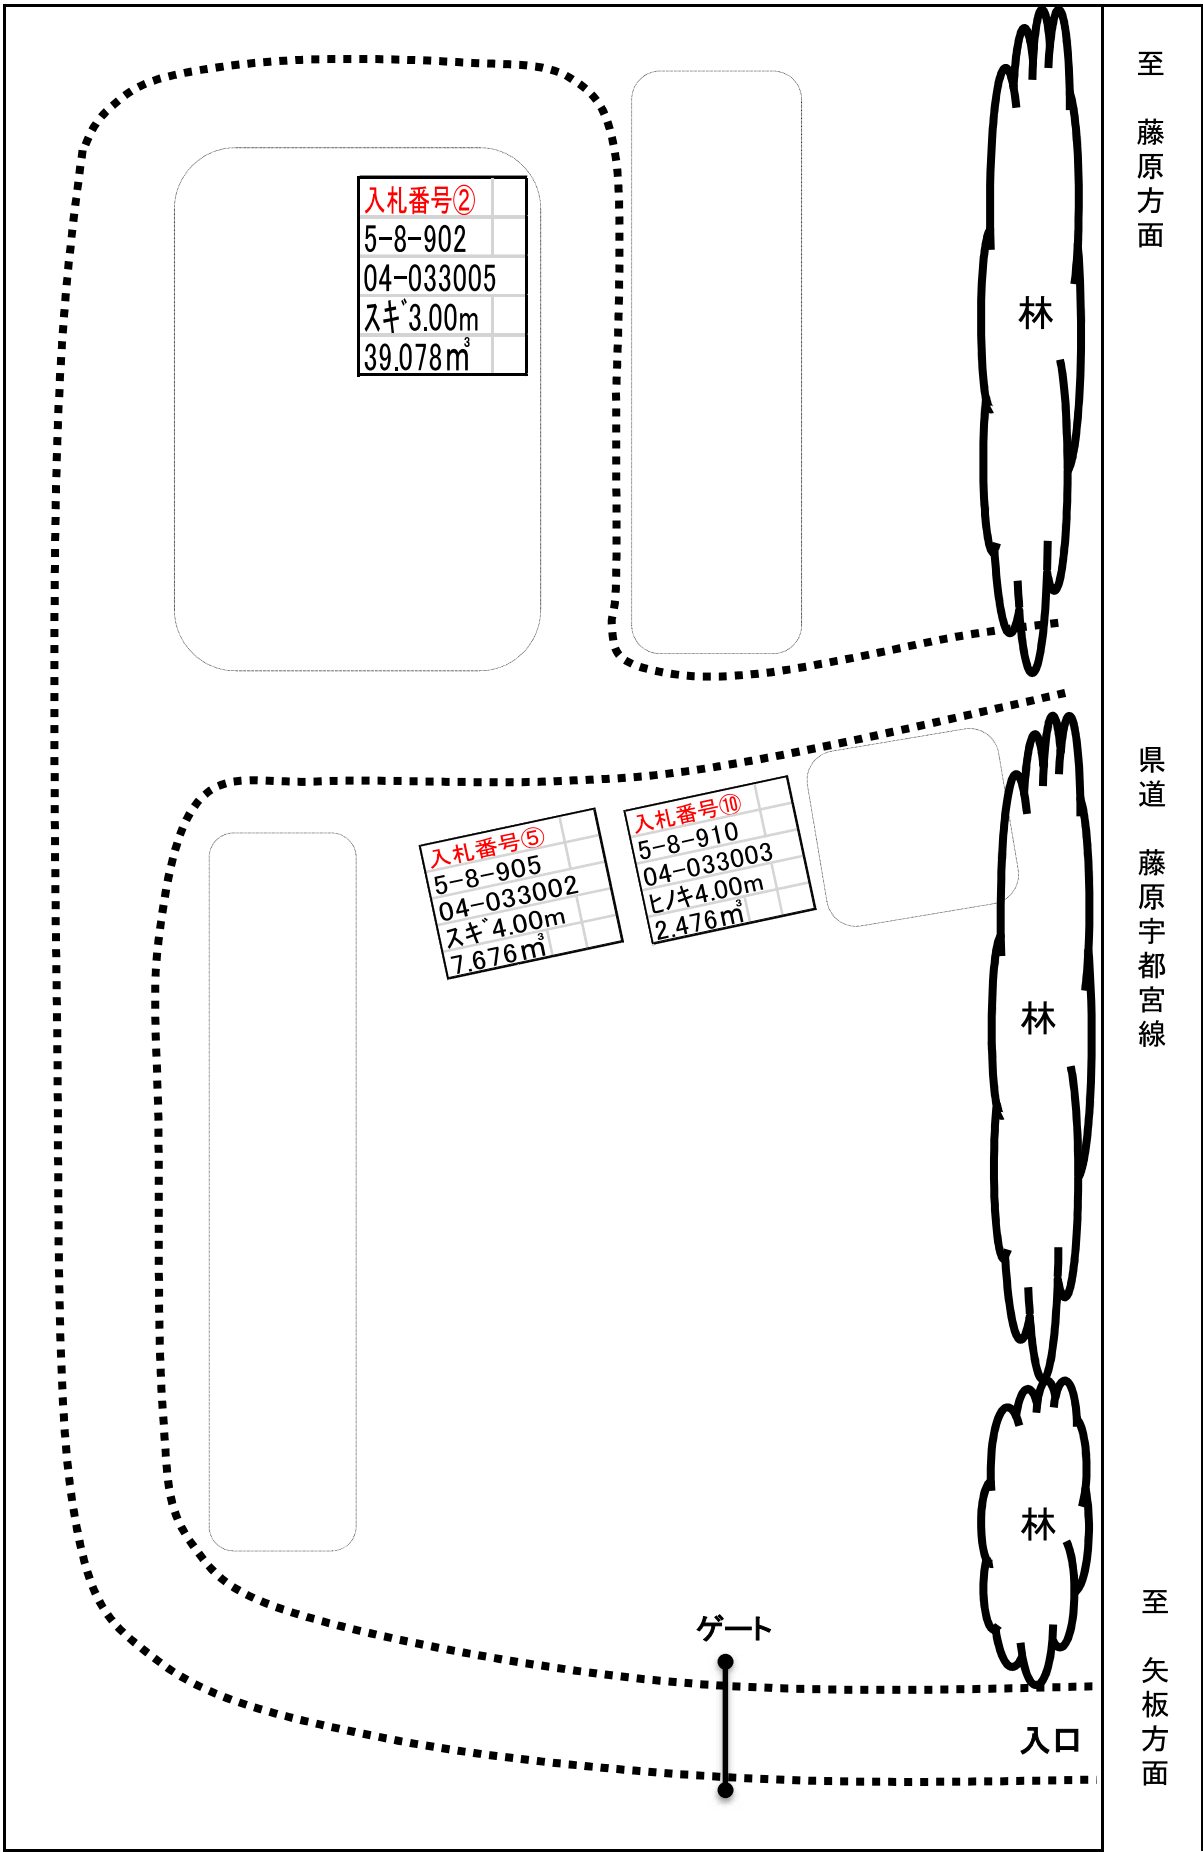 至　藤原方面
入札番号②
5-8-902
04-033005
スギ3.00m
39.078㎥
林
県道　藤原宇都宮線
入札番号⑤
5-8-905
04-033002
スギ4.00m
7.676㎥
入札番号⑩
5-8-910
04-033003
ヒノキ4.00m
2.476㎥
林
林
ゲート
入口
至　矢板方面